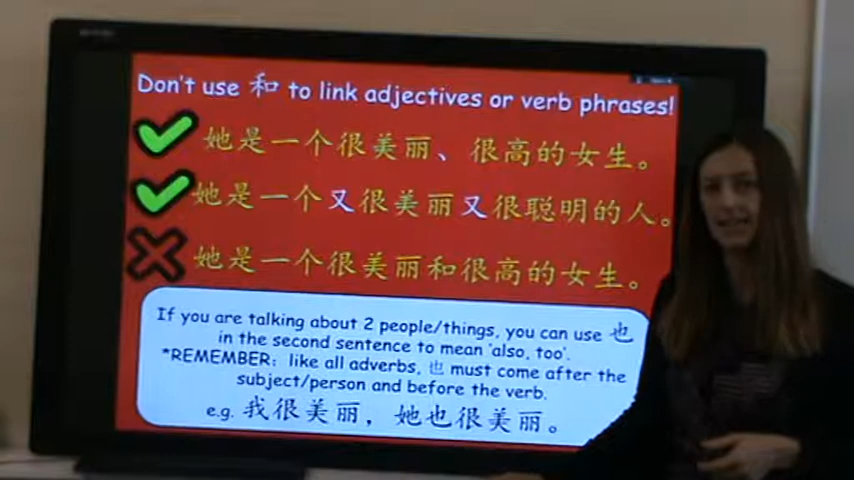 Don't use 和 to link adjectives or verb phrases!
她是一个很美丽、很高的女生。
她是一个又很美丽又很聪明的人。
她是一个很美丽和很高的女生。
If you are talking about 2 people/things, you can use 也
in the second sentence to mean 'also, too'.
*REMEMBER: like all adverbs, 也 must come after the
subject/person and before the verb.
e.g. 我很美丽，她也很美丽。